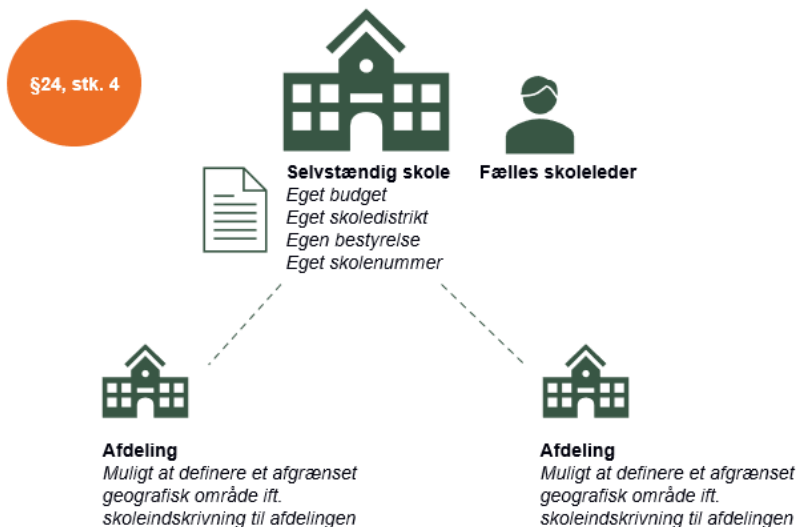 §24, stk. 4
Selvstændig skole
Eget budget
Eget skoledistrikt
Egen bestyrelse
Eget skolenummer
Fælles skoleleder
Afdeling
Muligt at definere et afgrænset
geografisk område ift.
skoleindskrivning til afdelingen
Afdeling
Muligt at definere et afgrænset
geografisk område ift.
skoleindskrivning til afdelingen